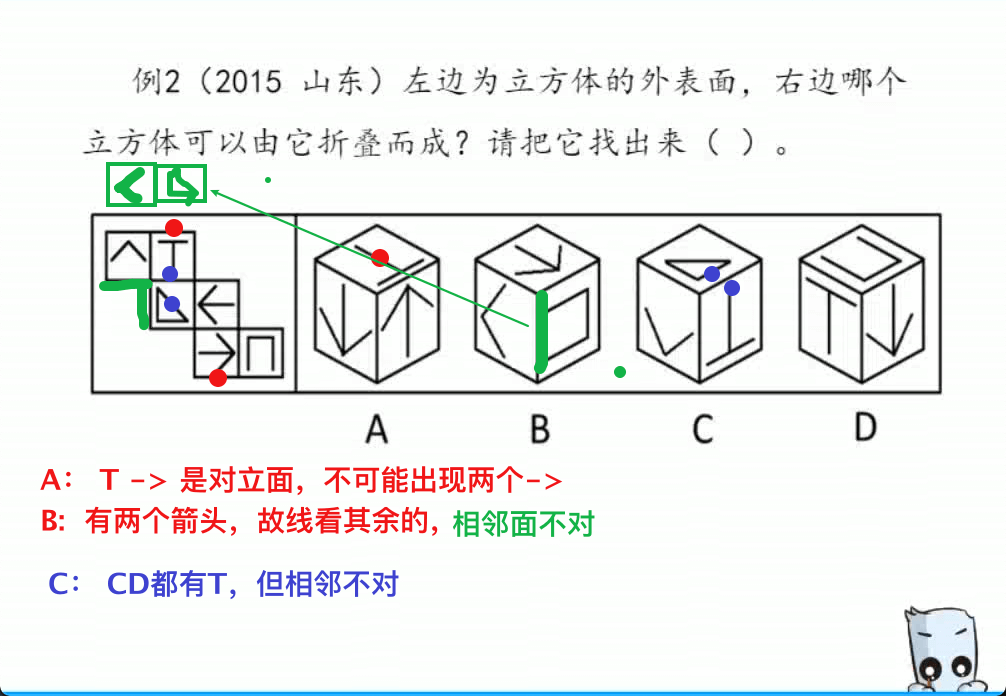 例2（2015 山东）左边为立方体的外表面，右边哪个
立方体可以由它折叠而成？请把它找出来（ ）。
A B C D
A： T -> 是对立面，不可能出现两个->
B: 有两个箭头，故线看其余的，相邻面不对
C： CD都有T，但相邻不对